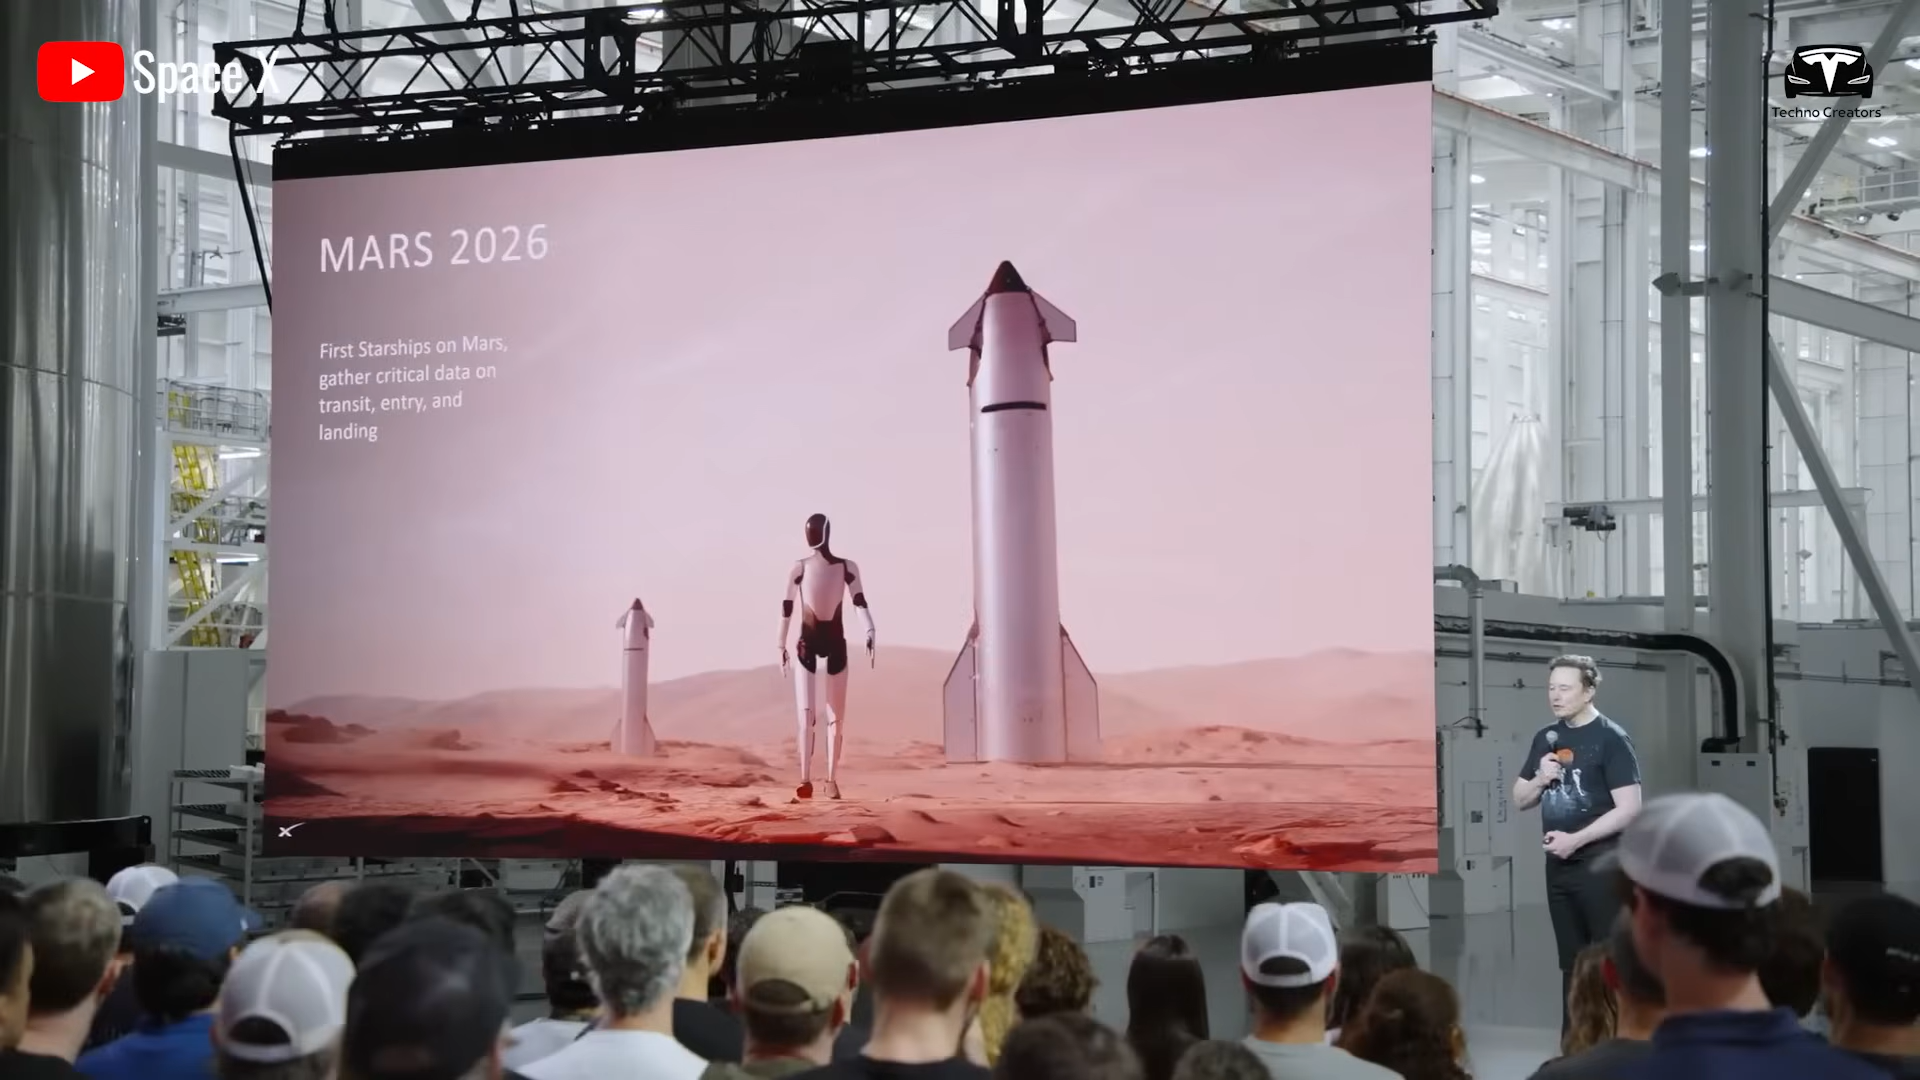 Space X
Techno Creators
MARS 2026
First Starships on Mars,
gather critical data on
transit, entry, and
landing